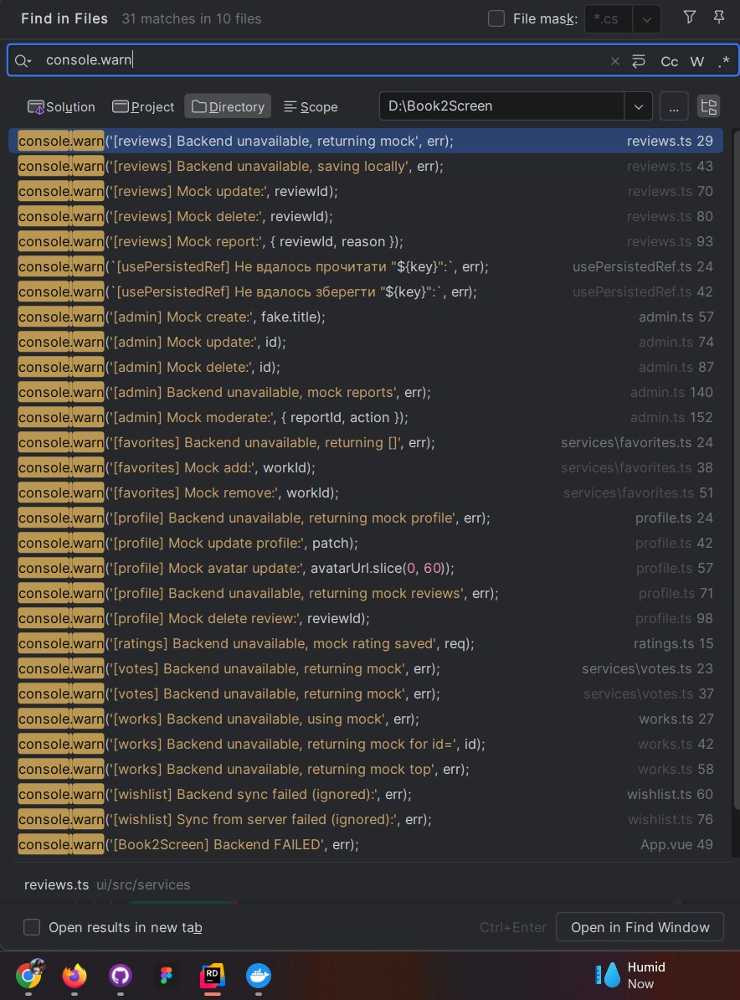 Find in Files 31 matches in 10 files File mask: *.cs
console.warn Cc W .*
Solution Project Directory Scope D:\Book2Screen ...
console.warn('[reviews] Backend unavailable, returning mock', err); reviews.ts 29
console.warn('[reviews] Backend unavailable, saving locally', err); reviews.ts 43
console.warn('[reviews] Mock update:', reviewId); reviews.ts 70
console.warn('[reviews] Mock delete:', reviewId); reviews.ts 80
console.warn('[reviews] Mock report:', { reviewId, reason }); reviews.ts 93
console.warn(`[usePersistedRef] Не вдалось прочитати "${key}":`, err); usePersistedRef.ts 24
console.warn(`[usePersistedRef] Не вдалось зберегти "${key}":`, err); usePersistedRef.ts 42
console.warn('[admin] Mock create:', fake.title); admin.ts 57
console.warn('[admin] Mock update:', id); admin.ts 74
console.warn('[admin] Mock delete:', id); admin.ts 87
console.warn('[admin] Backend unavailable, mock reports', err); admin.ts 140
console.warn('[admin] Mock moderate:', { reportId, action }); admin.ts 152
console.warn('[favorites] Backend unavailable, returning []', err); services\favorites.ts 24
console.warn('[favorites] Mock add:', workId); services\favorites.ts 38
console.warn('[favorites] Mock remove:', workId); services\favorites.ts 51
console.warn('[profile] Backend unavailable, returning mock profile', err); profile.ts 24
console.warn('[profile] Mock update profile:', patch); profile.ts 42
console.warn('[profile] Mock avatar update:', avatarUrl.slice(0, 60)); profile.ts 57
console.warn('[profile] Backend unavailable, returning mock reviews', err); profile.ts 71
console.warn('[profile] Mock delete review:', reviewId); profile.ts 98
console.warn('[ratings] Backend unavailable, mock rating saved', req); ratings.ts 15
console.warn('[votes] Backend unavailable, returning mock', err); services\votes.ts 23
console.warn('[votes] Backend unavailable, returning mock', err); services\votes.ts 37
console.warn('[works] Backend unavailable, using mock', err); works.ts 27
console.warn('[works] Backend unavailable, returning mock for id=', id); works.ts 42
console.warn('[works] Backend unavailable, returning mock top', err); works.ts 58
console.warn('[wishlist] Backend sync failed (ignored):', err); wishlist.ts 60
console.warn('[wishlist] Sync from server failed (ignored):', err); wishlist.ts 76
console.warn('[Book2Screen] Backend FAILED', err); App.vue 49
reviews.ts ui/src/services
Open results in new tab Ctrl+Enter Open in Find Window
RD Humid
Now